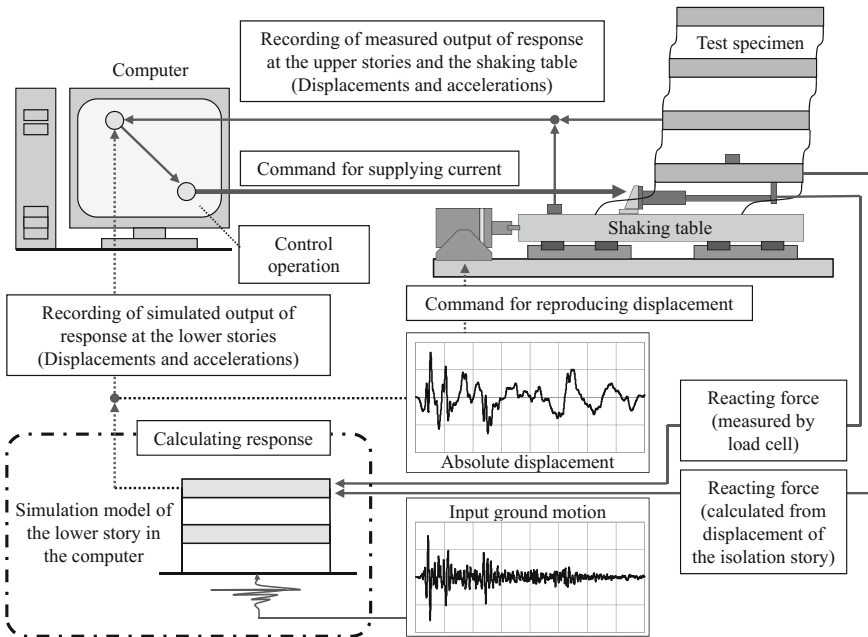 Recording of measured output of response
at the upper stories and the shaking table
(Displacements and accelerations)
Test specimen
Computer
Command for supplying current
Shaking table
Control
operation
Recording of simulated output of
response at the lower stories
(Displacements and accelerations)
Command for reproducing displacement
Absolute displacement
Reacting force
(measured by
load cell)
Calculating response
Simulation model of
the lower story in
the computer
Input ground motion
Reacting force
(calculated from
displacement of
the isolation story)